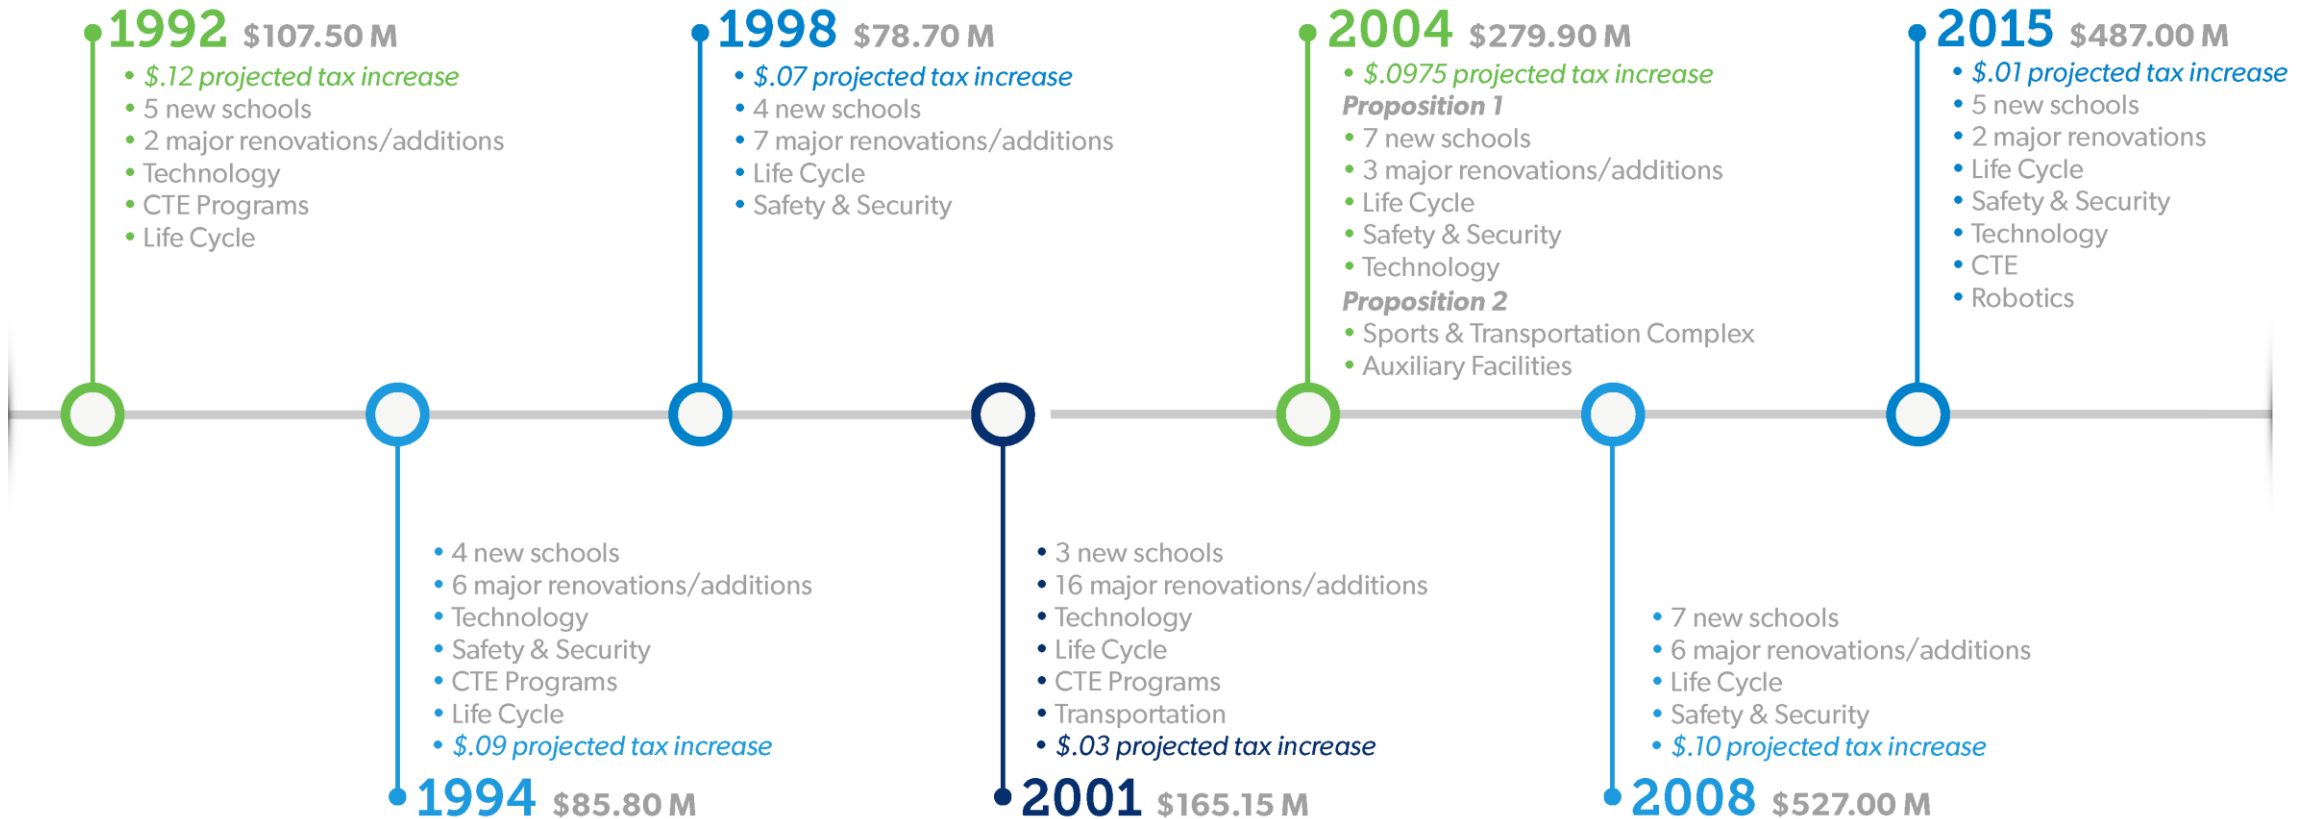 1992 $107.50 M
• $.12 projected tax increase
• 5 new schools
• 2 major renovations/additions
• Technology
• CTE Programs
• Life Cycle
• 4 new schools
• 6 major renovations/additions
• Technology
• Safety & Security
• CTE Programs
• Life Cycle
• $.09 projected tax increase
1994 $85.80 M
1998 $78.70 M
• $.07 projected tax increase
• 4 new schools
• 7 major renovations/additions
• Life Cycle
• Safety & Security
• 3 new schools
• 16 major renovations/additions
• Technology
• Life Cycle
• CTE Programs
• Transportation
• $.03 projected tax increase
2001 $165.15 M
2004 $279.90 M
• $.0975 projected tax increase
Proposition 1
• 7 new schools
• 3 major renovations/additions
• Life Cycle
• Safety & Security
• Technology
Proposition 2
• Sports & Transportation Complex
• Auxiliary Facilities
• 7 new schools
• 6 major renovations/additions
• Life Cycle
• Safety & Security
• $.10 projected tax increase
2008 $527.00 M
2015 $487.00 M
• $.01 projected tax increase
• 5 new schools
• 2 major renovations
• Life Cycle
• Safety & Security
• Technology
• CTE
• Robotics